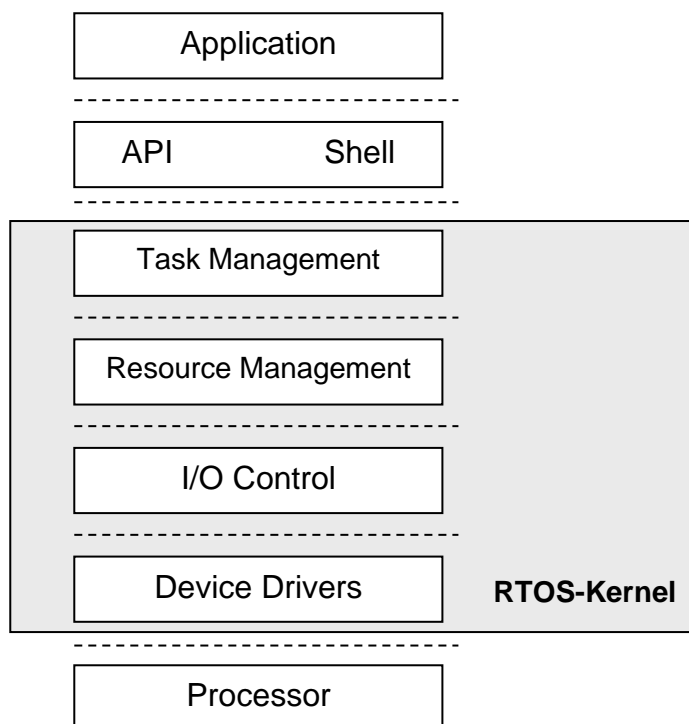 Application
API Shell
Task Management
Resource Management
I/O Control
Device Drivers
RTOS-Kernel
Processor